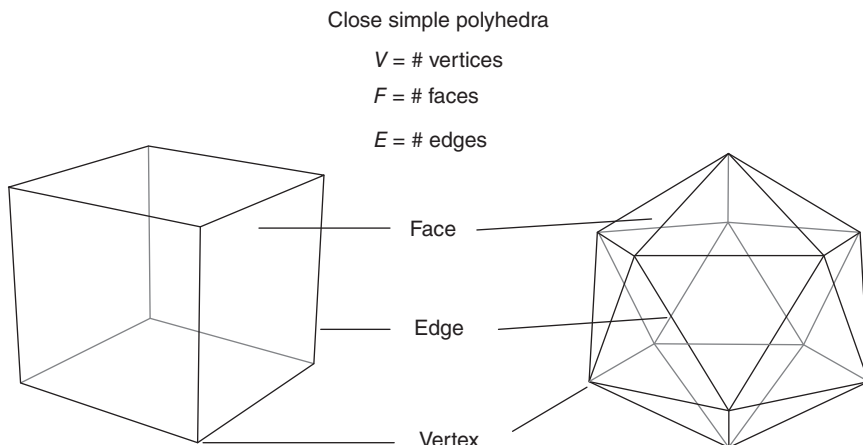 Close simple polyhedra
V = # vertices
F = # faces
E = # edges
Face
Edge
Vertex